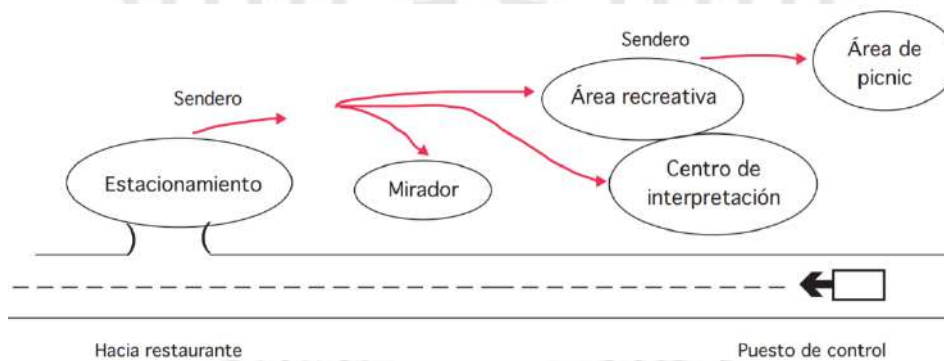 Sendero
Área de
picnic
Sendero
Área recreativa
Estacionamiento
Mirador
Centro de
interpretación
Hacia restaurante
Puesto de control